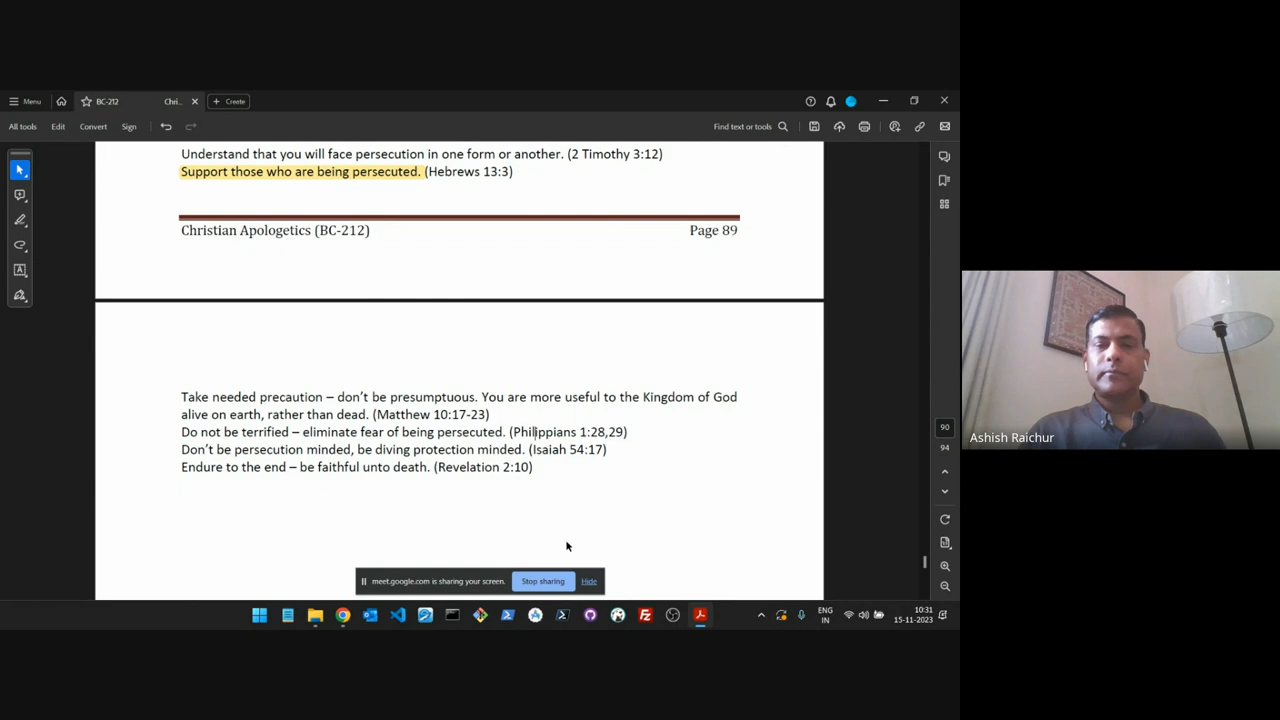 Menu
BC-212 Chri...
Create
All tools Edit Convert Sign
Find text or tools
Understand that you will face persecution in one form or another. (2 Timothy 3:12)
Support those who are being persecuted. (Hebrews 13:3)
Christian Apologetics (BC-212) Page 89
Take needed precaution – don't be presumptuous. You are more useful to the Kingdom of God
alive on earth, rather than dead. (Matthew 10:17-23)
Do not be terrified – eliminate fear of being persecuted. (Philippians 1:28,29)
Don't be persecution minded, be diving protection minded. (Isaiah 54:17)
Endure to the end – be faithful unto death. (Revelation 2:10)
90
94
Ashish Raichur
meet.google.com is sharing your screen. Stop sharing Hide
ENG
IN
10:31
15-11-2023